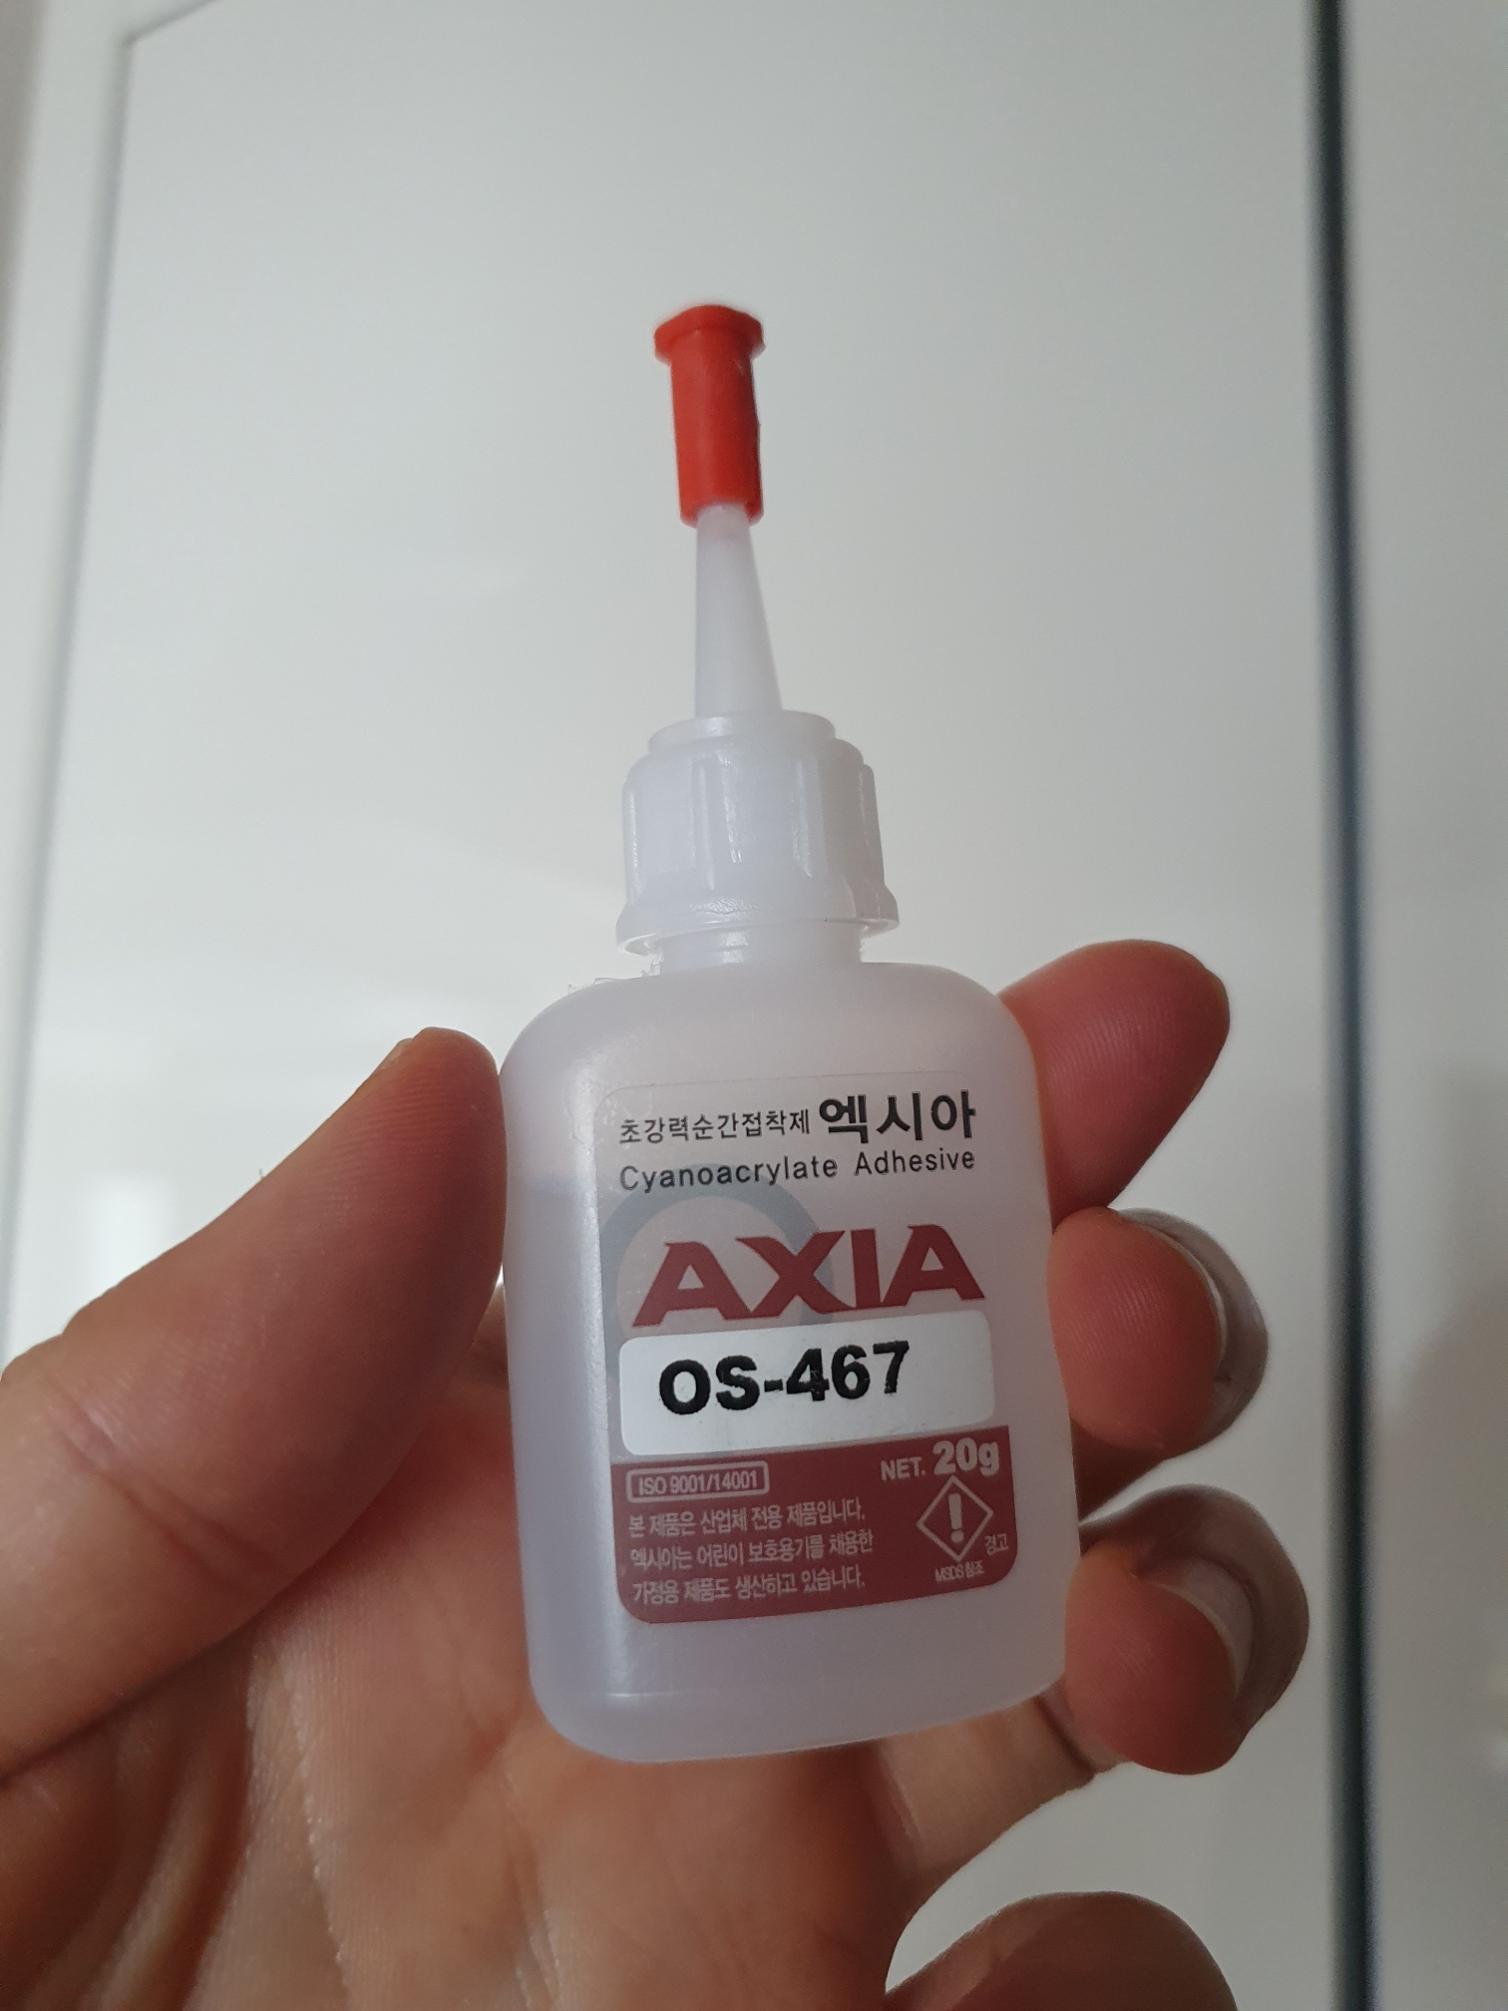 초강력순간접착제 엑시아
Cyanoacrylate Adhesive
AXIA
OS-467
NET. 20g
ISO 9001/14001
본 제품은 산업체 전용 제품입니다.
엑시아는 어린이 보호용기를 채용한
가정용 제품도 생산하고 있습니다.
경고
MSDS 참조